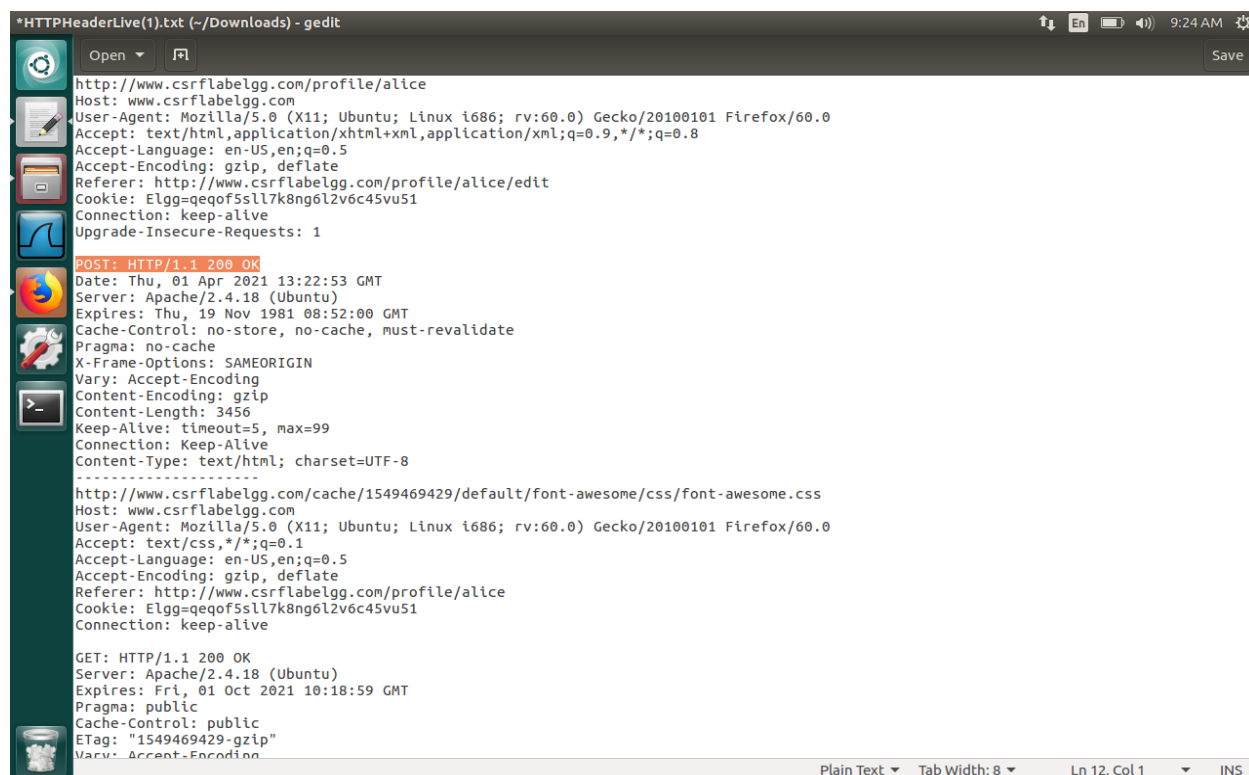 *HTTPHeaderLive(1).txt (~/Downloads) - gedit
En
9:24 AM
Open
Save
http://www.csrflabelgg.com/profile/alice
Host: www.csrflabelgg.com
User-Agent: Mozilla/5.0 (X11; Ubuntu; Linux i686; rv:60.0) Gecko/20100101 Firefox/60.0
Accept: text/html,application/xhtml+xml,application/xml;q=0.9,*/*;q=0.8
Accept-Language: en-US,en;q=0.5
Accept-Encoding: gzip, deflate
Referer: http://www.csrflabelgg.com/profile/alice/edit
Cookie: Elgg=qeqof5sll7k8ng6l2v6c45vu51
Connection: keep-alive
Upgrade-Insecure-Requests: 1
POST: HTTP/1.1 200 OK
Date: Thu, 01 Apr 2021 13:22:53 GMT
Server: Apache/2.4.18 (Ubuntu)
Expires: Thu, 19 Nov 1981 08:52:00 GMT
Cache-Control: no-store, no-cache, must-revalidate
Pragma: no-cache
X-Frame-Options: SAMEORIGIN
Vary: Accept-Encoding
Content-Encoding: gzip
Content-Length: 3456
Keep-Alive: timeout=5, max=99
Connection: Keep-Alive
Content-Type: text/html; charset=UTF-8
---------------------
http://www.csrflabelgg.com/cache/1549469429/default/font-awesome/css/font-awesome.css
Host: www.csrflabelgg.com
User-Agent: Mozilla/5.0 (X11; Ubuntu; Linux i686; rv:60.0) Gecko/20100101 Firefox/60.0
Accept: text/css,*/*;q=0.1
Accept-Language: en-US,en;q=0.5
Accept-Encoding: gzip, deflate
Referer: http://www.csrflabelgg.com/profile/alice
Cookie: Elgg=qeqof5sll7k8ng6l2v6c45vu51
Connection: keep-alive
GET: HTTP/1.1 200 OK
Server: Apache/2.4.18 (Ubuntu)
Expires: Fri, 01 Oct 2021 10:18:59 GMT
Pragma: public
Cache-Control: public
ETag: "1549469429-gzip"
Vary: Accept-Encoding
Plain Text
Tab Width: 8
Ln 12, Col 1
INS